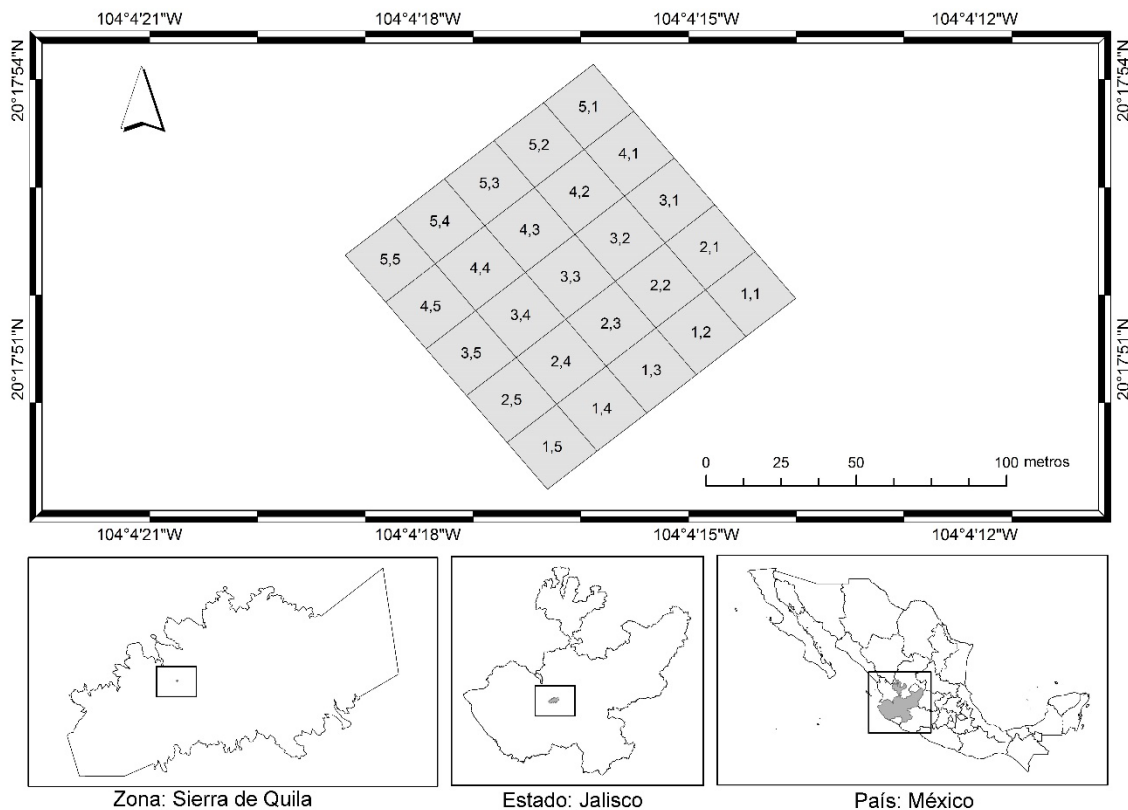 104°4'21"W 104°4'18"W 104°4'15"W 104°4'12"W
20°17'54"N
20°17'54"N
5,1
5,2
4,1
5,3
4,2
3,1
5,4
4,3
3,2
2,1
5,5
4,4
3,3
2,2
1,1
4,5
3,4
2,3
1,2
3,5
2,4
1,3
2,5
1,4
1,5
20°17'51"N
20°17'51"N
0 25 50 100 metros
104°4'21"W 104°4'18"W 104°4'15"W 104°4'12"W
Zona: Sierra de Quila
Estado: Jalisco
País: México